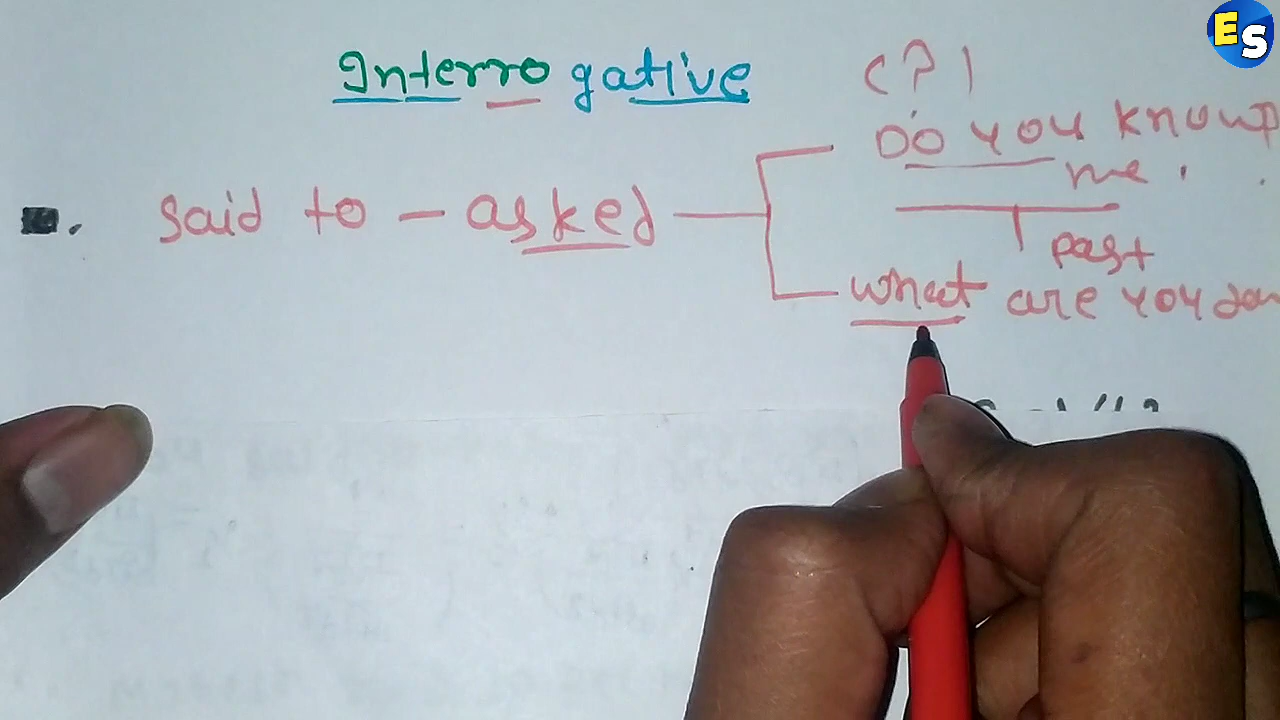 Interrogative (?)
Do you know
me.
said to - asked
past
what are you
ES